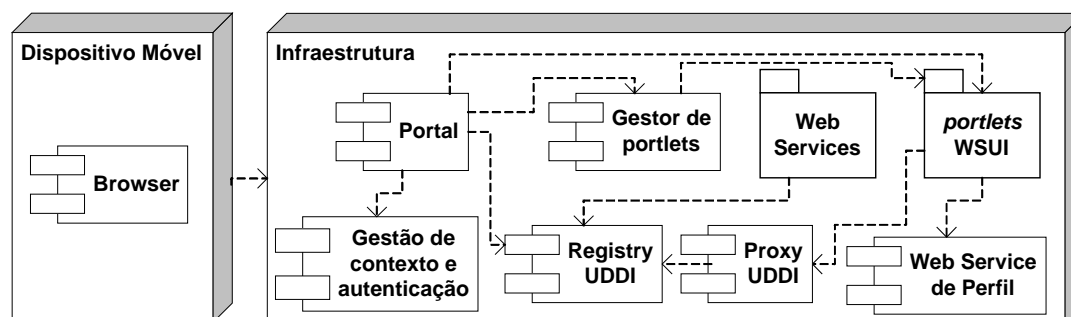 Dispositivo Móvel
Browser
Infraestrutura
Portal
Gestor de
portlets
Web
Services
portlets
WSUI
Gestão de
contexto e
autenticação
Registry
UDDI
Proxy
UDDI
Web Service
de Perfil